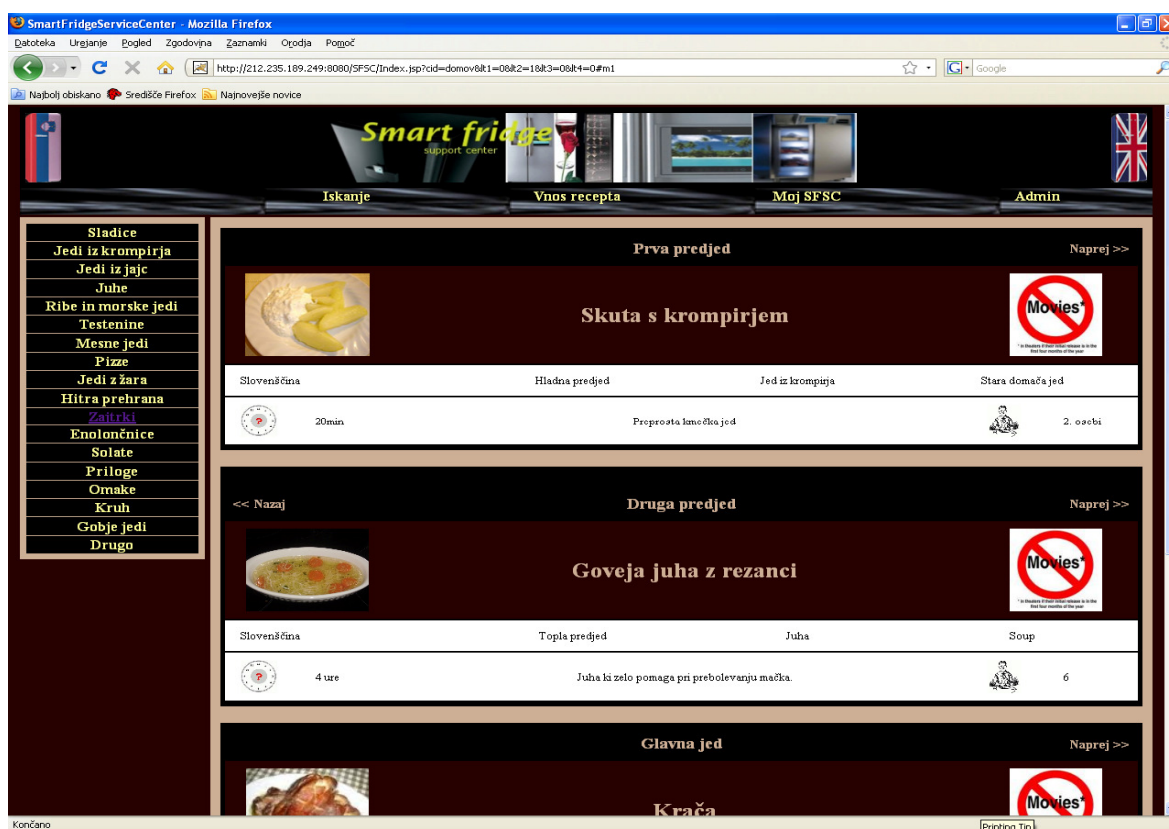 SmartFridgeServiceCenter - Mozilla Firefox
Datoteka Urejanje Pogled Zgodovina Zaznamki Orodja Pomoč
http://212.235.189.249:8080/SFSC/Index.jsp?cid=domov&lt1=0&lt2=1&lt3=0&lt4=0#m1
Google
Najbolj obiskano Središče Firefox Najnovejše novice
Smart fridge
support center
Iskanje Vnos recepta Moj SFSC Admin
Sladice
Jedi iz krompirja
Jedi iz jajc
Juhe
Ribe in morske jedi
Testenine
Mesne jedi
Pizze
Jedi z žara
Hitra prehrana
Zajtrki
Enolončnice
Solate
Priloge
Omake
Kruh
Gobje jedi
Drugo
Prva predjed Naprej >>
Skuta s krompirjem
Movies*
Slovenščina Hladna predjed Jed iz krompirja Stara domača jed
? 20min Preprosta kmečka jed 2. osebi
<< Nazaj Druga predjed Naprej >>
Goveja juha z rezanci
Movies*
Slovenščina Topla predjed Juha Soup
? 4 ure Juha ki zelo pomaga pri prebolevanju mačka. 6
Glavna jed Naprej >>
Krača
Movies*
Končano
Printing Tip